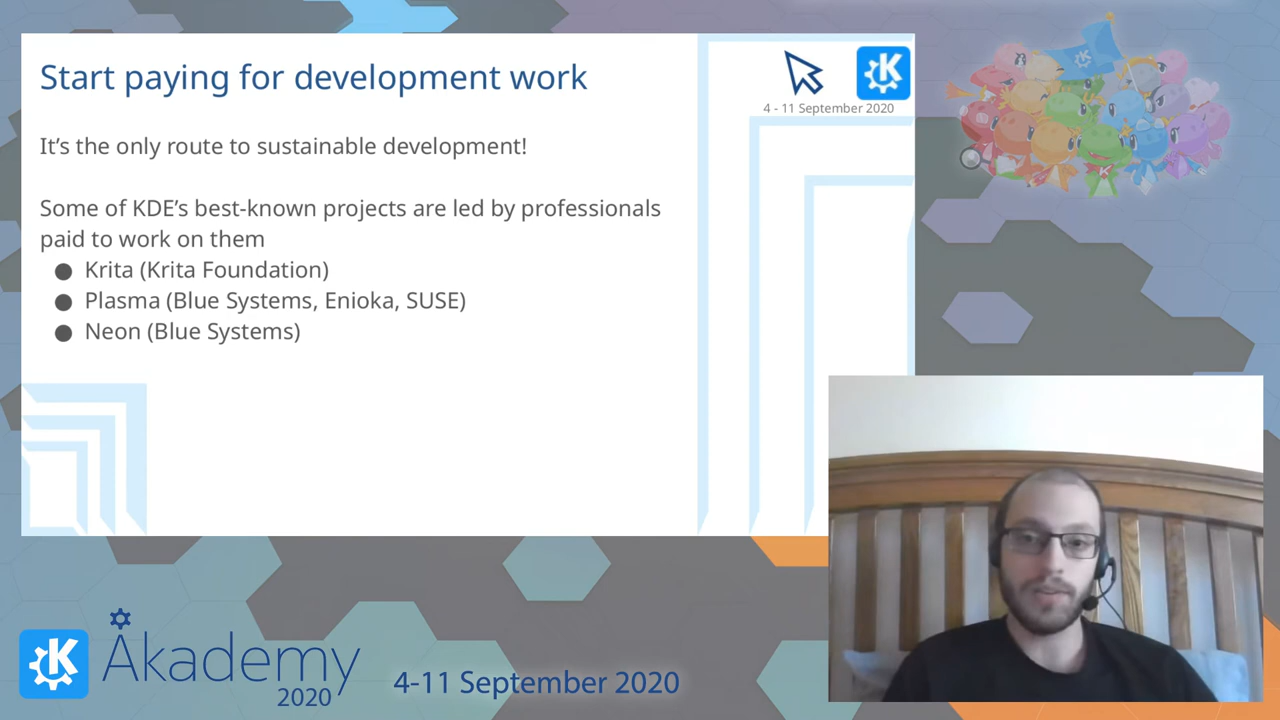 Start paying for development work
4 - 11 September 2020
It's the only route to sustainable development!
Some of KDE's best-known projects are led by professionals
paid to work on them
● Krita (Krita Foundation)
● Plasma (Blue Systems, Enioka, SUSE)
● Neon (Blue Systems)
Akademy
2020
4-11 September 2020